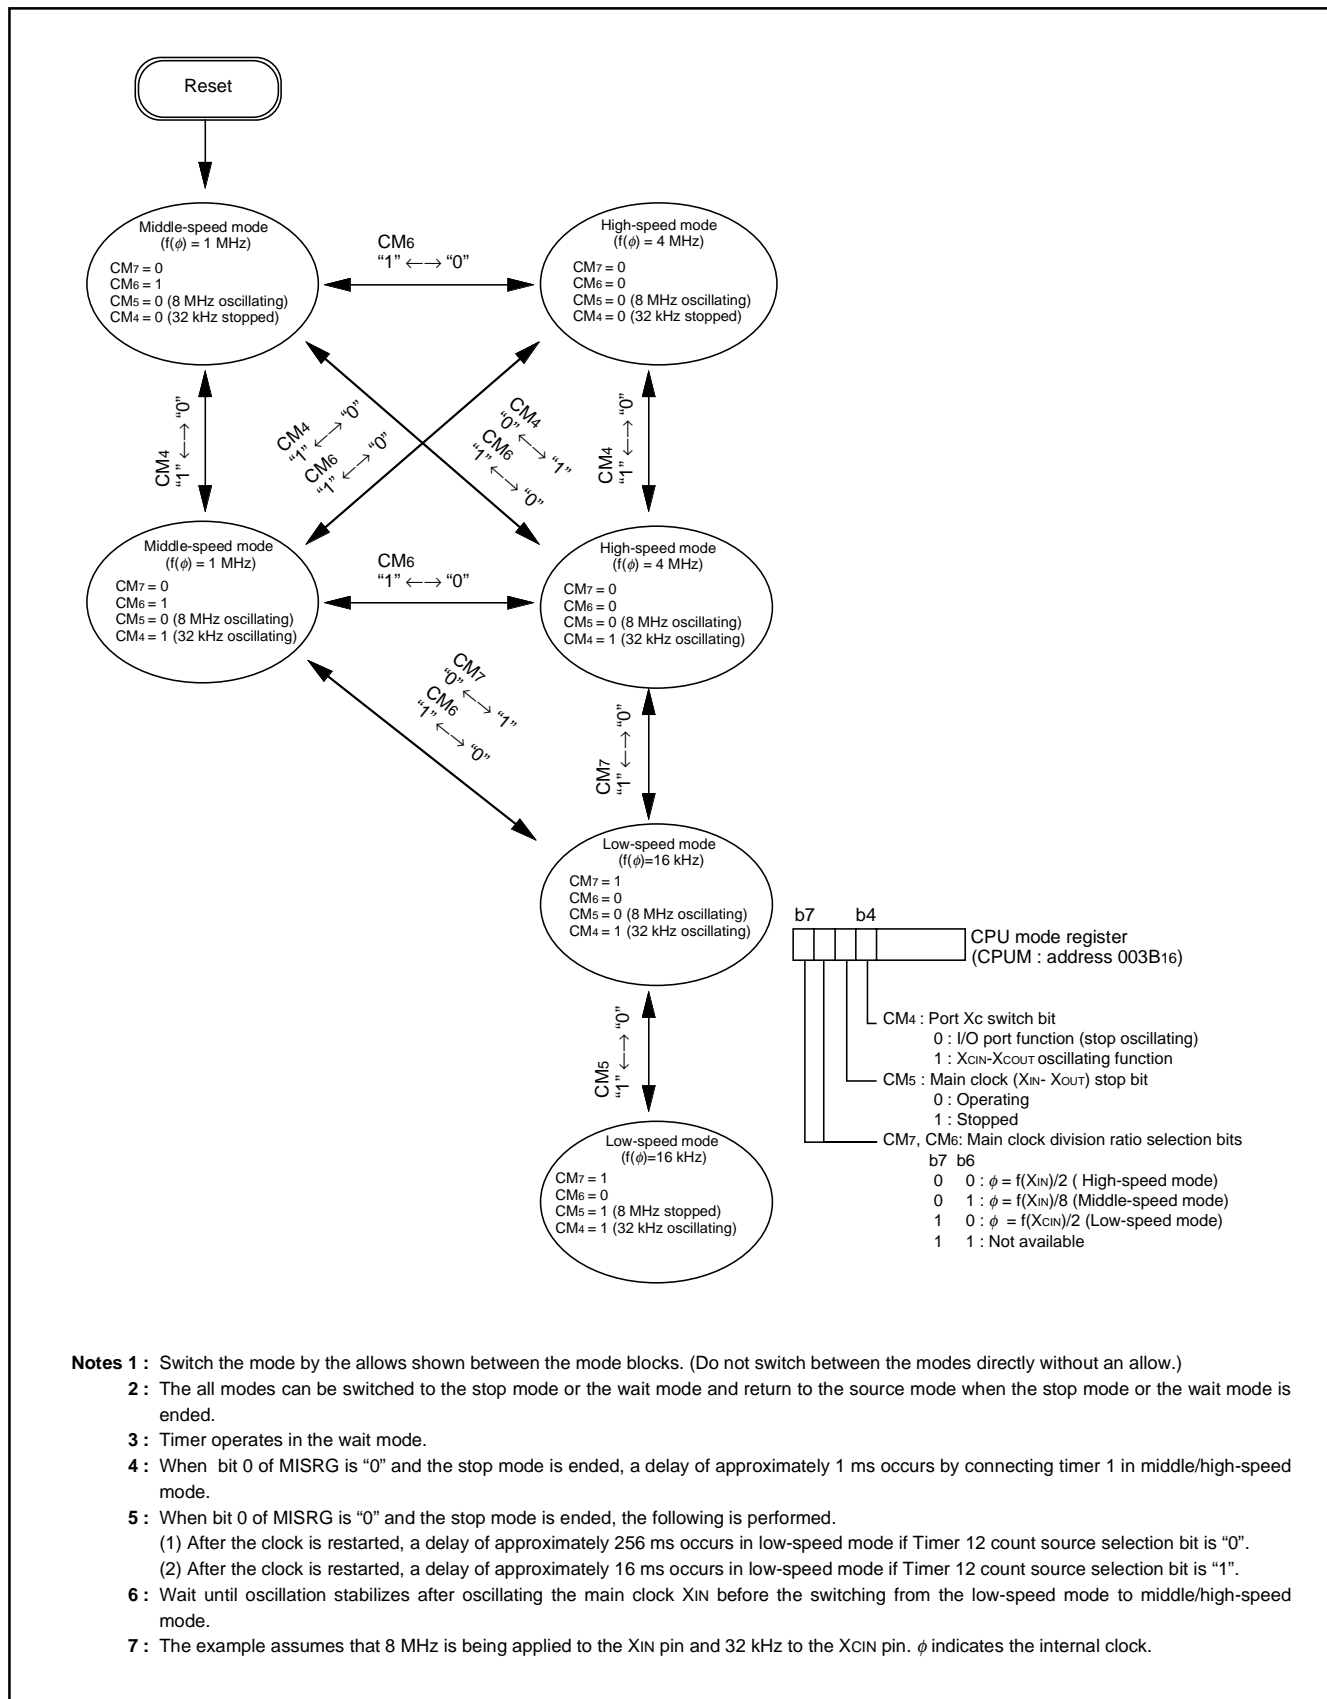 Reset
Middle-speed mode
(f(ϕ) = 1 MHz)
CM7 = 0
CM6 = 1
CM5 = 0 (8 MHz oscillating)
CM4 = 0 (32 kHz stopped)
CM6
“1” ←→ “0”
High-speed mode
(f(ϕ) = 4 MHz)
CM7 = 0
CM6 = 0
CM5 = 0 (8 MHz oscillating)
CM4 = 0 (32 kHz stopped)
CM4
“1” ←→ “0”
CM4
“1” ←→ “0”
CM6
“1” ←→ “0”
CM4
“0” ←→ “1”
CM6
“1” ←→ “0”
CM4
“1” ←→ “0”
Middle-speed mode
(f(ϕ) = 1 MHz)
CM7 = 0
CM6 = 1
CM5 = 0 (8 MHz oscillating)
CM4 = 1 (32 kHz oscillating)
CM6
“1” ←→ “0”
High-speed mode
(f(ϕ) = 4 MHz)
CM7 = 0
CM6 = 0
CM5 = 0 (8 MHz oscillating)
CM4 = 1 (32 kHz oscillating)
CM7
“0” ←→ “1”
CM6
“1” ←→ “0”
CM7
“1” ←→ “0”
Low-speed mode
(f(ϕ)=16 kHz)
CM7 = 1
CM6 = 0
CM5 = 0 (8 MHz oscillating)
CM4 = 1 (32 kHz oscillating)
CM5
“1” ←→ “0”
Low-speed mode
(f(ϕ)=16 kHz)
CM7 = 1
CM6 = 0
CM5 = 1 (8 MHz stopped)
CM4 = 1 (32 kHz oscillating)
b7 b4
CPU mode register
(CPUM : address 003B16)
CM4 : Port Xc switch bit
0 : I/O port function (stop oscillating)
1 : XCIN-XCOUT oscillating function
CM5 : Main clock (XIN- XOUT) stop bit
0 : Operating
1 : Stopped
CM7, CM6: Main clock division ratio selection bits
b7 b6
0 0 : ϕ = f(XIN)/2 ( High-speed mode)
0 1 : ϕ = f(XIN)/8 (Middle-speed mode)
1 0 : ϕ = f(XCIN)/2 (Low-speed mode)
1 1 : Not available
Notes 1 : Switch the mode by the allows shown between the mode blocks. (Do not switch between the modes directly without an allow.)
2 : The all modes can be switched to the stop mode or the wait mode and return to the source mode when the stop mode or the wait mode is
ended.
3 : Timer operates in the wait mode.
4 : When bit 0 of MISRG is “0” and the stop mode is ended, a delay of approximately 1 ms occurs by connecting timer 1 in middle/high-speed
mode.
5 : When bit 0 of MISRG is “0” and the stop mode is ended, the following is performed.
(1) After the clock is restarted, a delay of approximately 256 ms occurs in low-speed mode if Timer 12 count source selection bit is “0”.
(2) After the clock is restarted, a delay of approximately 16 ms occurs in low-speed mode if Timer 12 count source selection bit is “1”.
6 : Wait until oscillation stabilizes after oscillating the main clock XIN before the switching from the low-speed mode to middle/high-speed
mode.
7 : The example assumes that 8 MHz is being applied to the XIN pin and 32 kHz to the XCIN pin. ϕ indicates the internal clock.